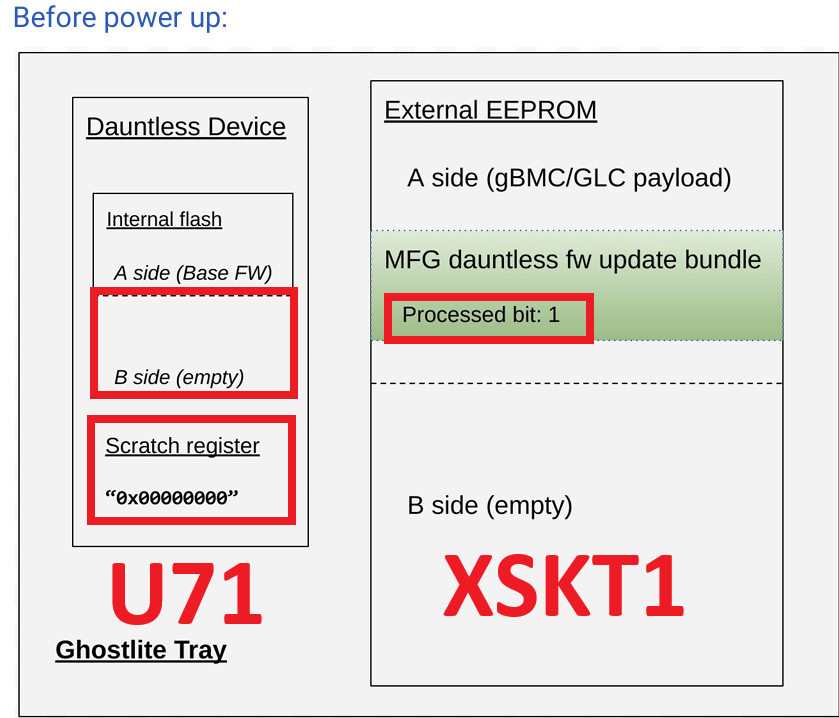 Before power up:
Dauntless Device
Internal flash
A side (Base FW)
B side (empty)
Scratch register
“0x00000000”
U71
Ghostlite Tray
External EEPROM
A side (gBMC/GLC payload)
MFG dauntless fw update bundle
Processed bit: 1
B side (empty)
XSKT1